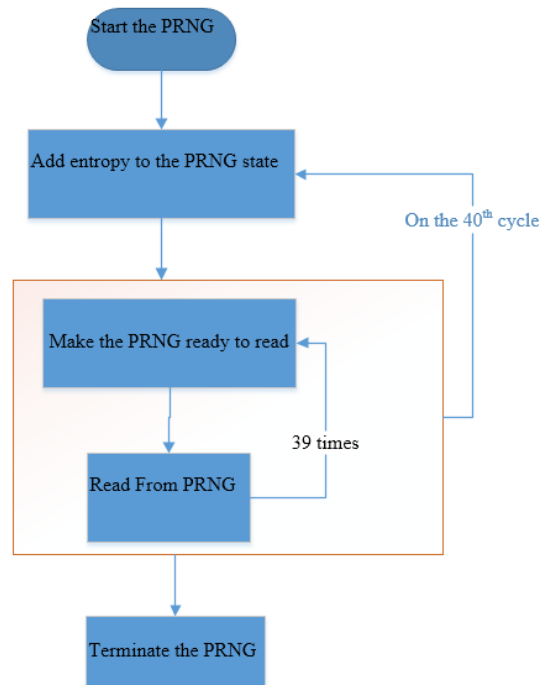 Start the PRNG
Add entropy to the PRNG state
On the 40th cycle
Make the PRNG ready to read
39 times
Read From PRNG
Terminate the PRNG